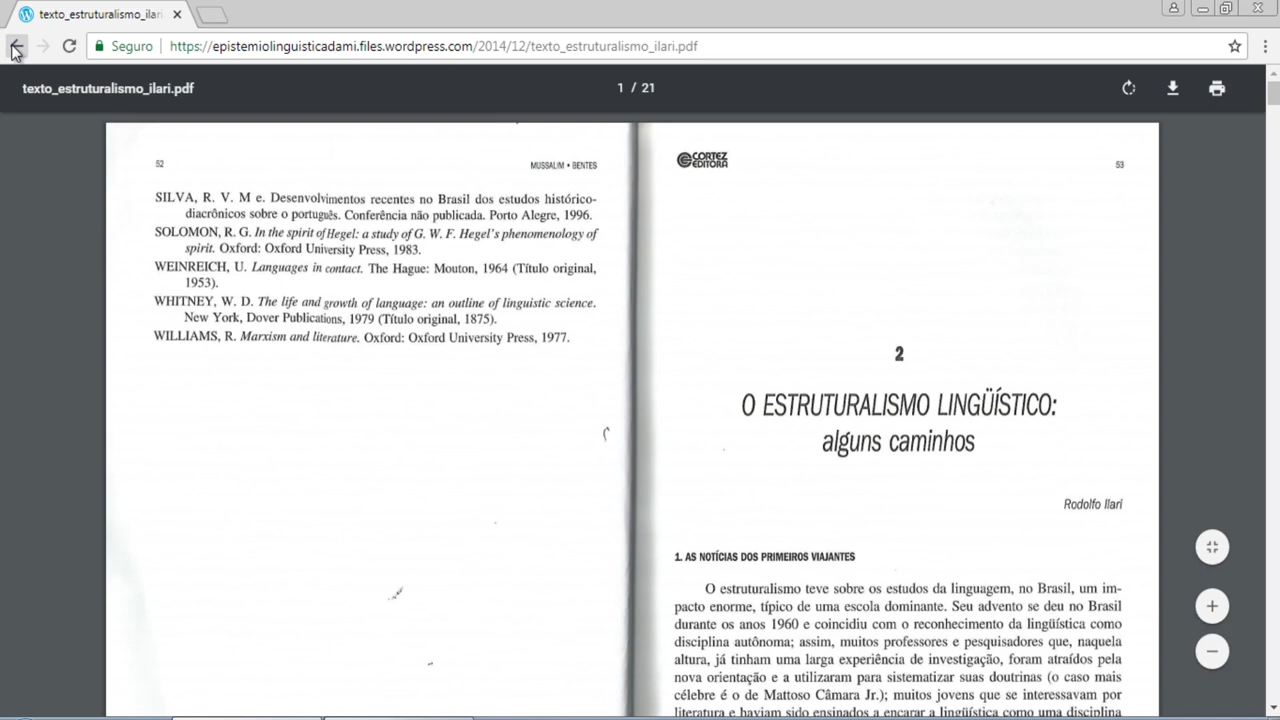 texto_estruturalismo_ilari
Seguro
https://epistemiolinguisticadami.files.wordpress.com/2014/12/texto_estruturalismo_ilari.pdf
texto_estruturalismo_ilari.pdf
1 / 21
52
MUSSALIM • BENTES
SILVA, R. V. M e. Desenvolvimentos recentes no Brasil dos estudos histórico-
diacrônicos sobre o português. Conferência não publicada. Porto Alegre, 1996.
SOLOMON, R. G. In the spirit of Hegel: a study of G. W. F. Hegel's phenomenology of
spirit. Oxford: Oxford University Press, 1983.
WEINREICH, U. Languages in contact. The Hague: Mouton, 1964 (Título original,
1953).
WHITNEY, W. D. The life and growth of language: an outline of linguistic science.
New York, Dover Publications, 1979 (Título original, 1875).
WILLIAMS, R. Marxism and literature. Oxford: Oxford University Press, 1977.
CORTEZ
EDITORA
53
2
O ESTRUTURALISMO LINGÜÍSTICO:
alguns caminhos
Rodolfo Ilari
1. AS NOTÍCIAS DOS PRIMEIROS VIAJANTES
O estruturalismo teve sobre os estudos da linguagem, no Brasil, um im-
pacto enorme, típico de uma escola dominante. Seu advento se deu no Brasil
durante os anos 1960 e coincidiu com o reconhecimento da lingüística como
disciplina autônoma; assim, muitos professores e pesquisadores que, naquela
altura, já tinham uma larga experiência de investigação, foram atraídos pela
nova orientação e a utilizaram para sistematizar suas doutrinas (o caso mais
célebre é o de Mattoso Câmara Jr.); muitos jovens que se interessavam por
literatura e haviam sido ensinados a encarar a lingüística como uma disciplina